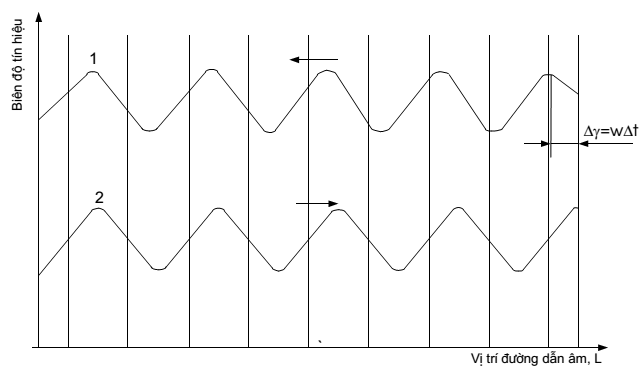 Biên độ tín hiệu
1
Δγ=wΔt
2
Vị trí đường dẫn âm, L